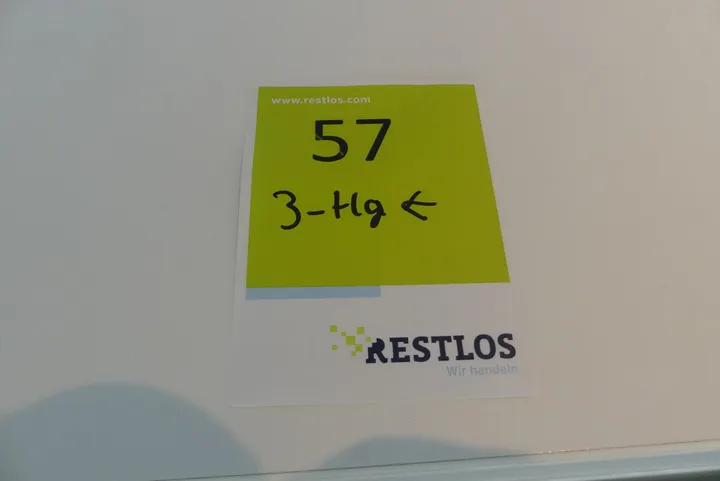 www.restlos.com
57
3-tlg ←
RESTLOS
Wir handeln